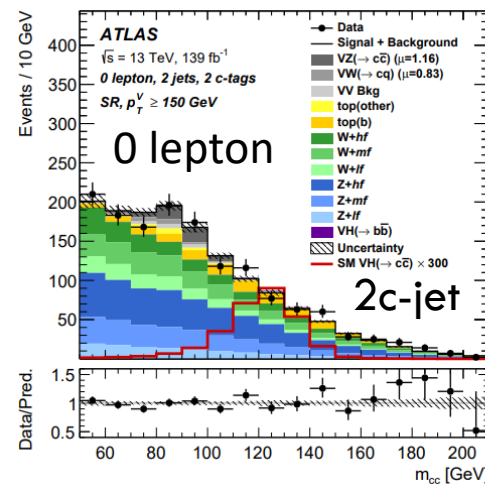 ATLAS
√s = 13 TeV, 139 fb⁻¹
0 lepton, 2 jets, 2 c-tags
SR, p_T^V ≥ 150 GeV
0 lepton
Data
Signal + Background
VZ(→ cc̄) (μ=1.16)
VW(→ cq) (μ=0.83)
VV Bkg
top(other)
top(b)
W+hf
W+mf
W+lf
Z+hf
Z+mf
Z+lf
VH(→ bb̄)
Uncertainty
SM VH(→ cc̄) × 300
2c-jet
Events / 10 GeV
400
350
300
250
200
150
100
50
Data/Pred.
1.5
1
0.5
60 80 100 120 140 160 180 200
m_cc [GeV]